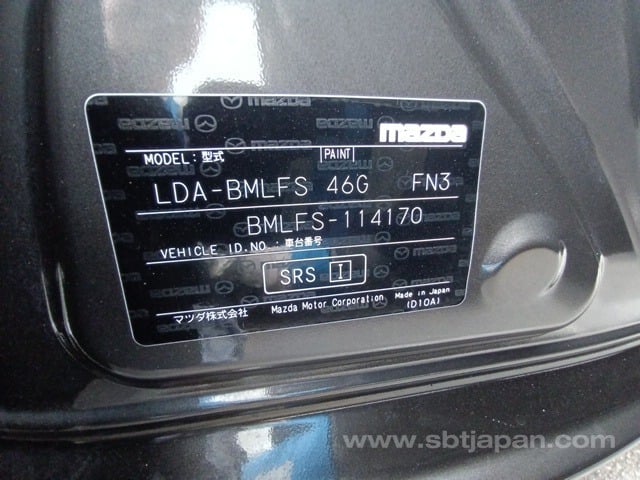 mazda
MODEL:型式 PAINT
LDA-BMLFS 46G FN3
BMLFS-114170
VEHICLE ID.NO.:車台番号
SRS I
マツダ株式会社 Mazda Motor Corporation Made in Japan
(D10A)
www.sbtjapan.com